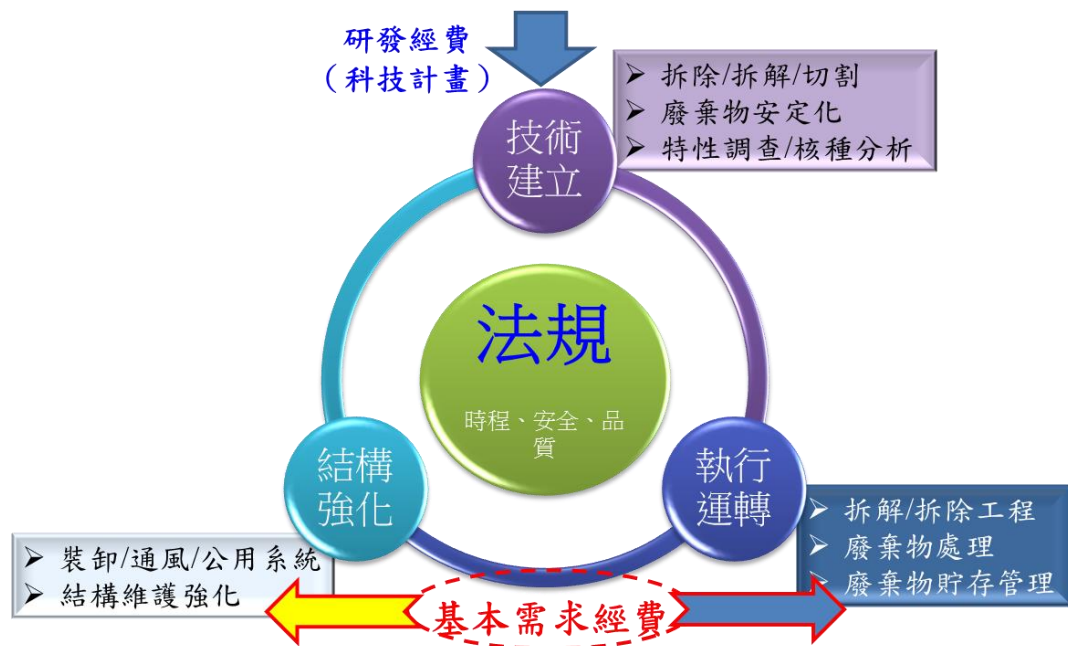 研發經費
（科技計畫）
技術
建立
➢ 拆除/拆解/切割
➢ 廢棄物安定化
➢ 特性調查/核種分析
法規
時程、安全、品
質
結構
強化
➢ 裝卸/通風/公用系統
➢ 結構維護強化
執行
運轉
➢ 拆解/拆除工程
➢ 廢棄物處理
➢ 廢棄物貯存管理
基本需求經費